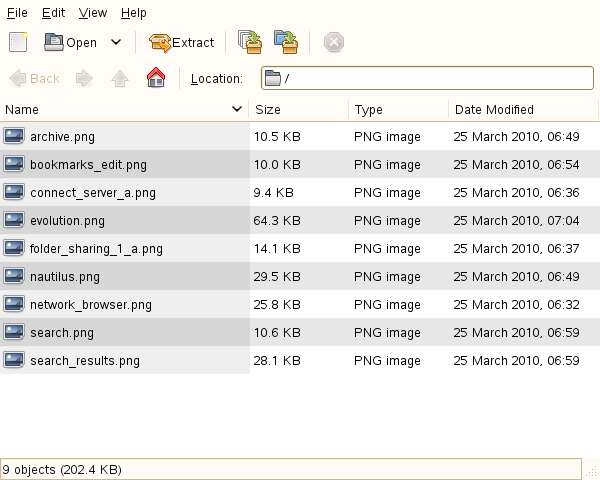 File Edit View Help
Open Extract
Back Location: /
Name Size Type Date Modified
archive.png 10.5 KB PNG image 25 March 2010, 06:49
bookmarks_edit.png 10.0 KB PNG image 25 March 2010, 06:54
connect_server_a.png 9.4 KB PNG image 25 March 2010, 06:36
evolution.png 64.3 KB PNG image 25 March 2010, 07:04
folder_sharing_1_a.png 14.1 KB PNG image 25 March 2010, 06:37
nautilus.png 29.5 KB PNG image 25 March 2010, 06:49
network_browser.png 25.8 KB PNG image 25 March 2010, 06:32
search.png 10.6 KB PNG image 25 March 2010, 06:59
search_results.png 28.1 KB PNG image 25 March 2010, 06:59
9 objects (202.4 KB)